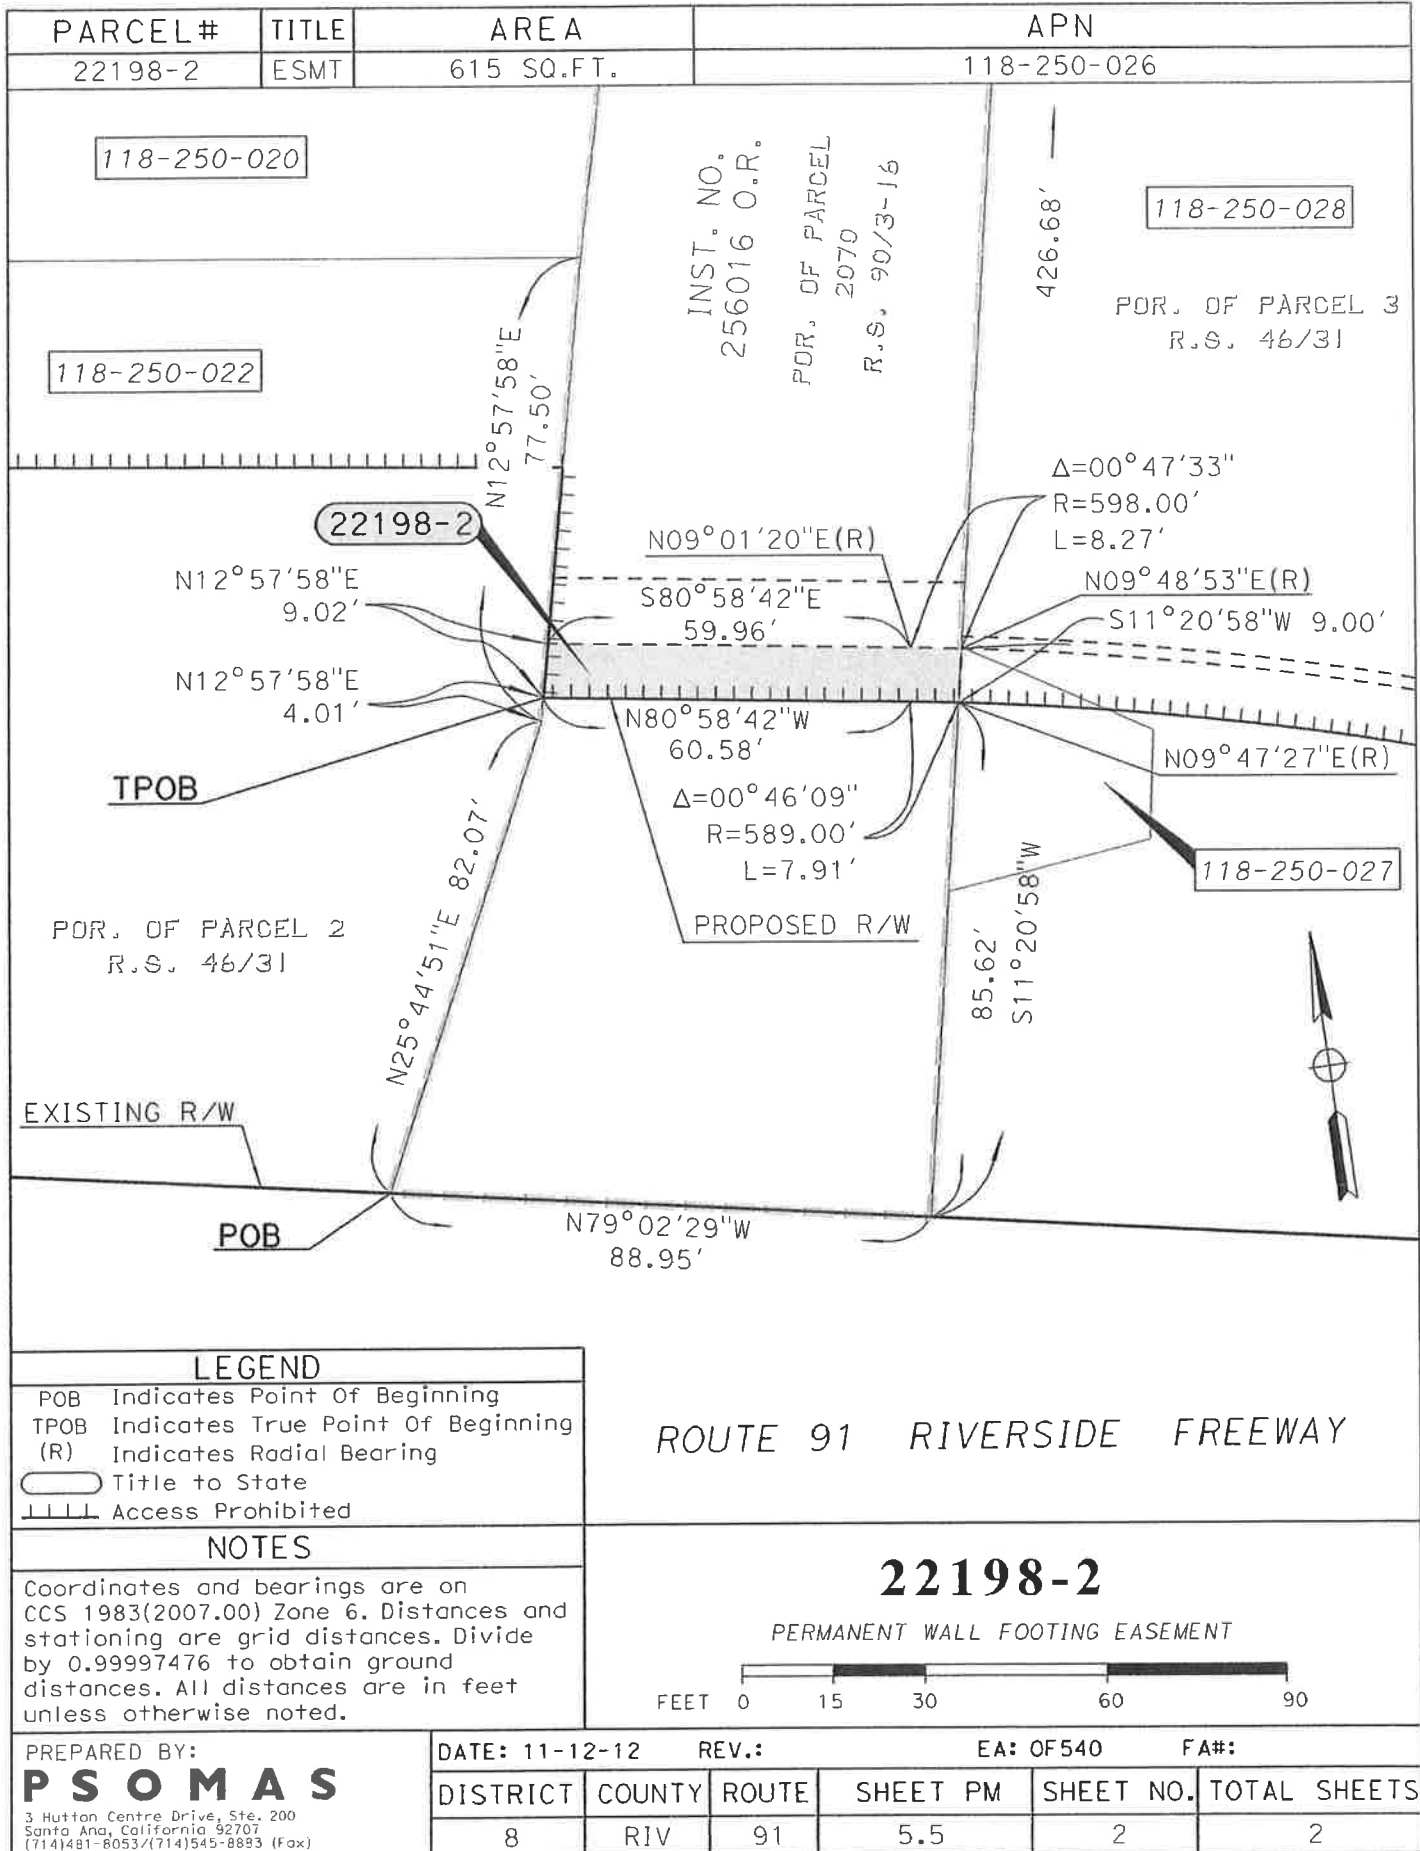 PARCEL# TITLE AREA APN
22198-2 ESMT 615 SQ.FT. 118-250-026
118-250-020
INST. NO.
256016 O.R.
POR. OF PARCEL
2070
R.S. 90/3-16
426.68'
118-250-028
POR. OF PARCEL 3
R.S. 46/31
118-250-022
N12°57'58"E
77.50'
22198-2
Δ=00°47'33"
R=598.00'
L=8.27'
N09°01'20"E(R)
N12°57'58"E
9.02'
S80°58'42"E
59.96'
N09°48'53"E(R)
S11°20'58"W 9.00'
N12°57'58"E
4.01'
N80°58'42"W
60.58'
N09°47'27"E(R)
TPOB
Δ=00°46'09"
R=589.00'
L=7.91'
118-250-027
N25°44'51"E 82.07'
PROPOSED R/W
POR. OF PARCEL 2
R.S. 46/31
85.62'
S11°20'58"W
EXISTING R/W
POB
N79°02'29"W
88.95'
LEGEND
POB Indicates Point Of Beginning
TPOB Indicates True Point Of Beginning
(R) Indicates Radial Bearing
Title to State
Access Prohibited
ROUTE 91 RIVERSIDE FREEWAY
NOTES
Coordinates and bearings are on
CCS 1983(2007.00) Zone 6. Distances and
stationing are grid distances. Divide
by 0.99997476 to obtain ground
distances. All distances are in feet
unless otherwise noted.
22198-2
PERMANENT WALL FOOTING EASEMENT
FEET 0 15 30 60 90
PREPARED BY:
PSOMAS
3 Hutton Centre Drive, Ste. 200
Santa Ana, California 92707
(714)481-8053/(714)545-8883 (Fax)
DATE: 11-12-12 REV.: EA: 0F540 FA#:
DISTRICT COUNTY ROUTE SHEET PM SHEET NO. TOTAL SHEETS
8 RIV 91 5.5 2 2